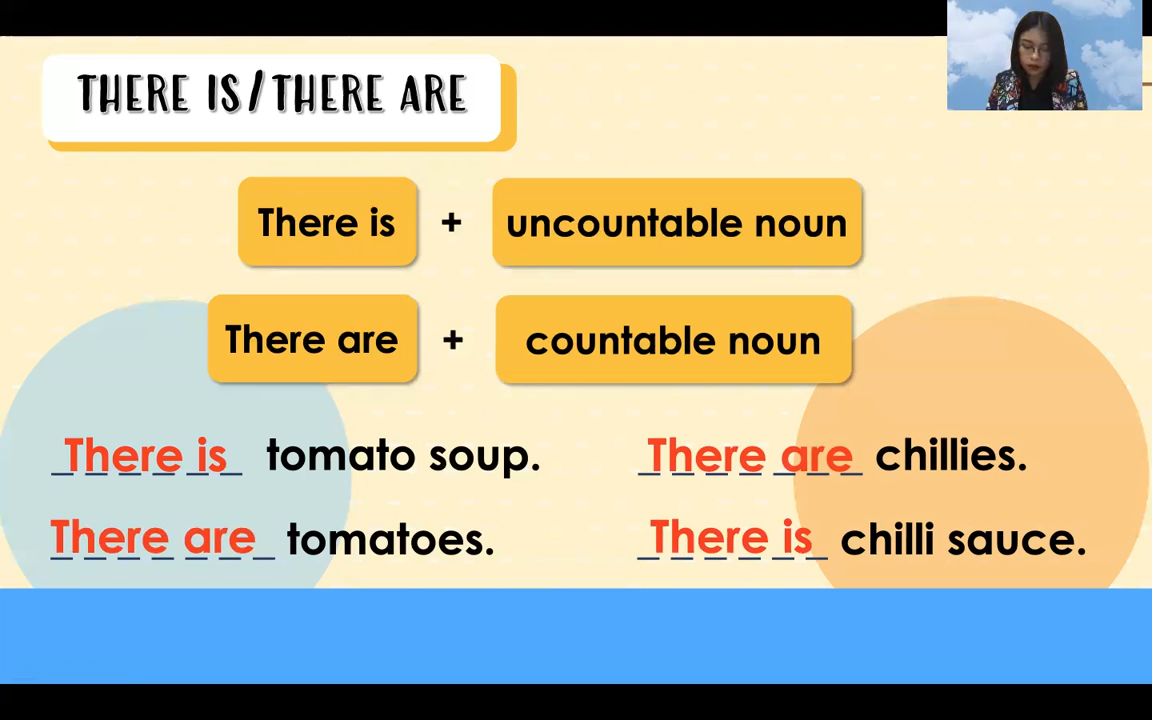 THERE IS/THERE ARE
There is + uncountable noun
There are + countable noun
There is tomato soup.
There are chillies.
There are tomatoes.
There is chilli sauce.